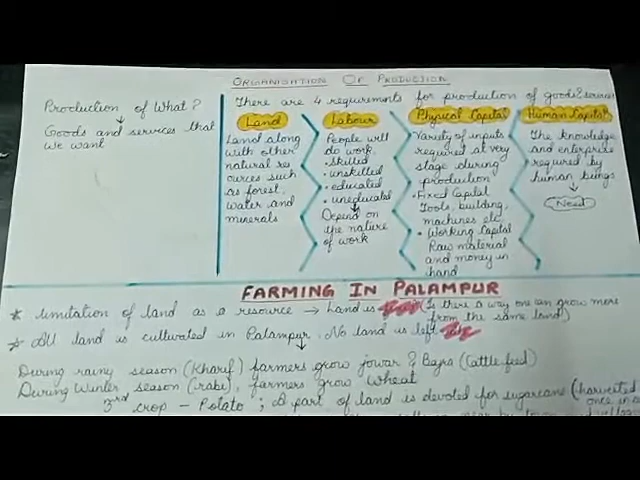 ORGANISATION OF PRODUCTION
Production of What?
↓
Goods and services that
we want
There are 4 requirements for production of goods & services
Land
Land along
with other
natural res
ources such
as forest,
water and
minerals
Labour
People will
do work.
• skilled
• unskilled
• educated
• uneducated
↓
Depend on
the nature
of work
Physical Capital
Variety of inputs
required at very
stage during
production
• Fixed Capital
Tools, building,
machines etc
• Working Capital
Raw material
and money in
hand
Human Capital
The knowledge
and enterprise
required by
human beings
↓
Need
FARMING IN PALAMPUR
* Limitation of land as a resource → Land is (Is there a way one can grow more
from the same land)
* All land is cultivated in Palampur. No land is left
↓
During rainy season (Kharif) farmers grow jowar & Bajra (cattle feed)
During Winter season (rabi), farmers grow Wheat
3rd crop - Potato ; A part of land is devoted for sugarcane (harvested
once in